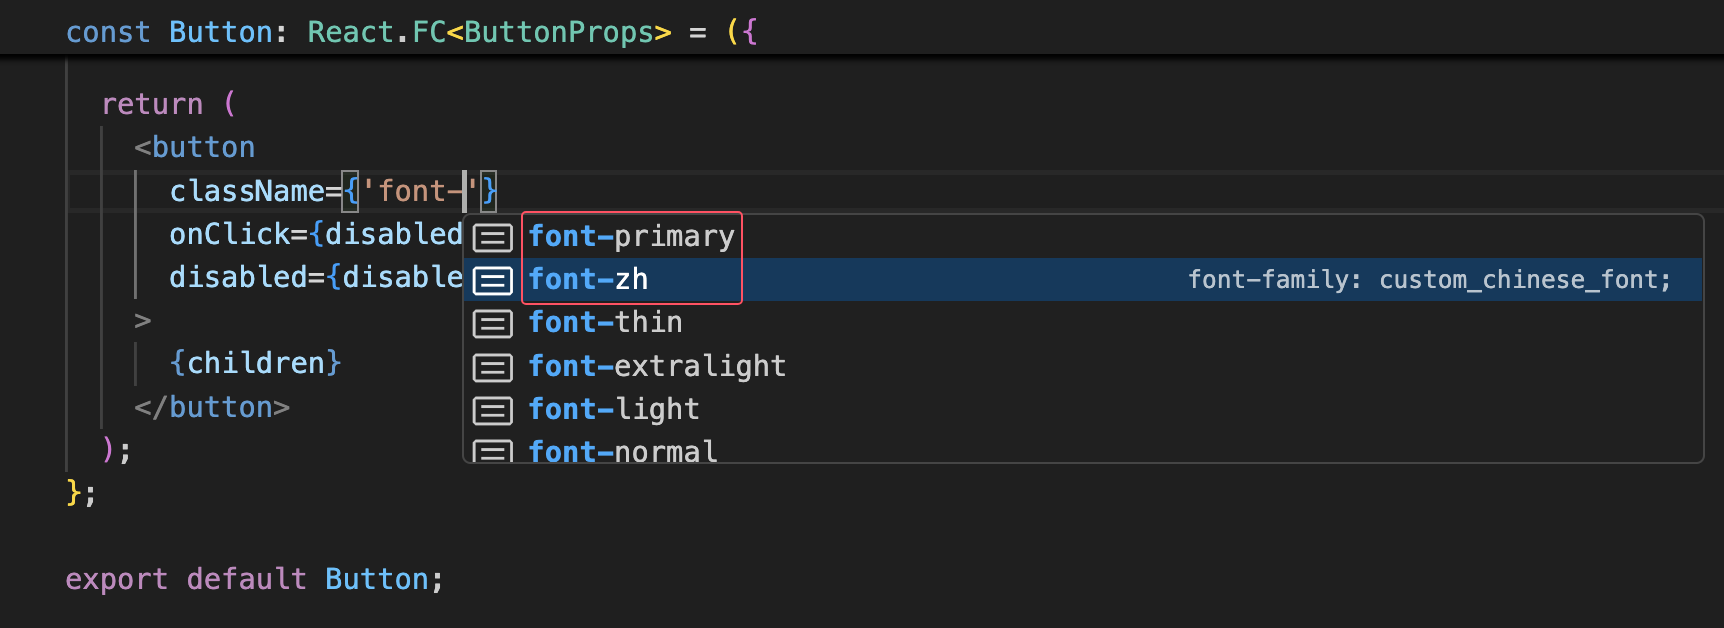 const Button: React.FC<ButtonProps> = ({
return (
<button
className={'font-'}
onClick={disabled
disabled={disable
>
{children}
</button>
);
};
export default Button;
font-primary
font-zh font-family: custom_chinese_font;
font-thin
font-extralight
font-light
font-normal